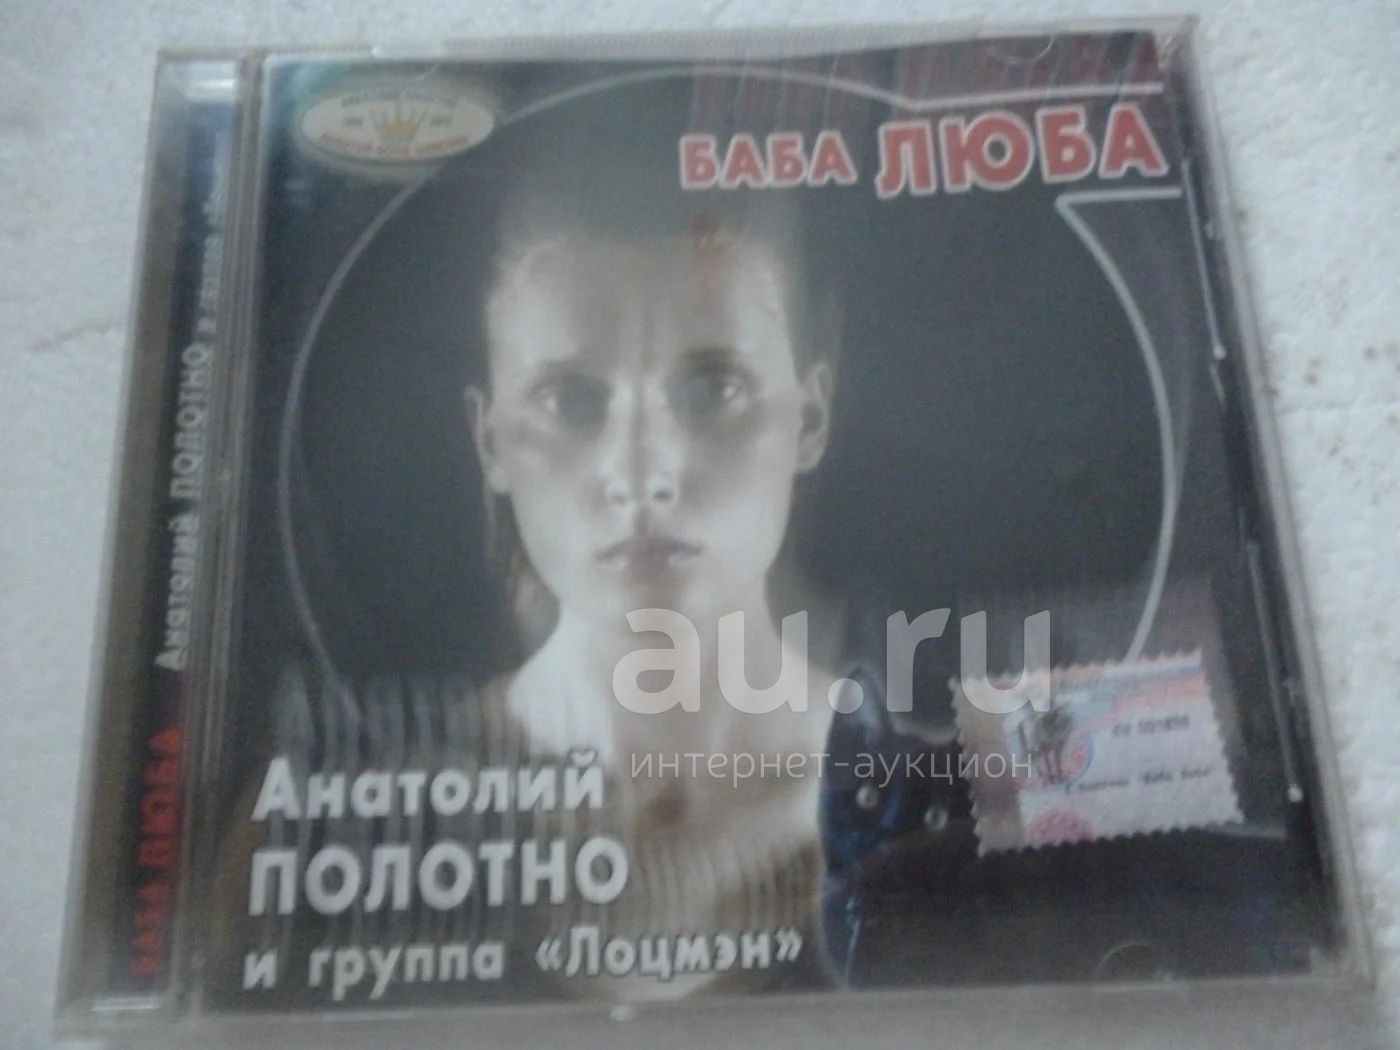 БАБА ЛЮБА
Анатолий
ПОЛОТНО
и группа «Лоцмэн»
БАБА ЛЮБА Анатолий ПОЛОТНО
au.ru
интернет-аукцион